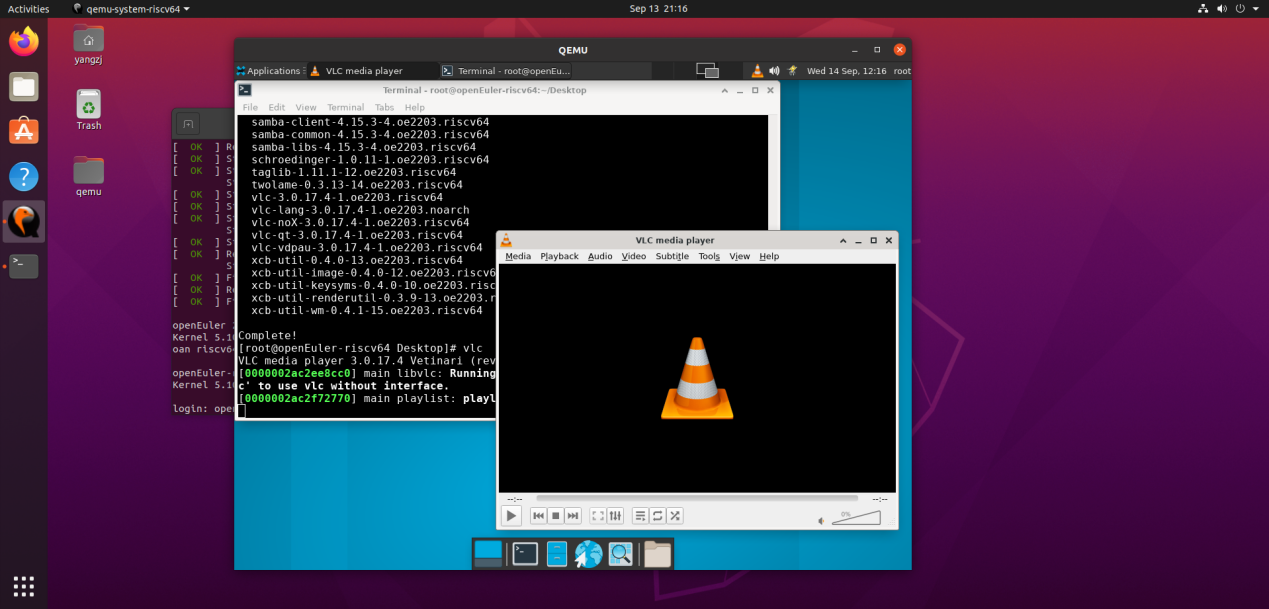 Activities
qemu-system-riscv64
Sep 13 21:16
yangzj
Trash
qemu
QEMU
Applications
VLC media player
Terminal - root@openEu...
Wed 14 Sep, 12:16
root
Terminal - root@openEuler-riscv64:~/Desktop
File Edit View Terminal Tabs Help
samba-client-4.15.3-4.oe2203.riscv64
samba-common-4.15.3-4.oe2203.riscv64
samba-libs-4.15.3-4.oe2203.riscv64
schroedinger-1.0.11-1.oe2203.riscv64
taglib-1.11.1-12.oe2203.riscv64
twolame-0.3.13-14.oe2203.riscv64
vlc-3.0.17.4-1.oe2203.riscv64
vlc-lang-3.0.17.4-1.oe2203.noarch
vlc-noX-3.0.17.4-1.oe2203.riscv64
vlc-qt-3.0.17.4-1.oe2203.riscv64
vlc-vdpau-3.0.17.4-1.oe2203.riscv64
xcb-util-0.4.0-13.oe2203.riscv64
xcb-util-image-0.4.0-12.oe2203.riscv6
xcb-util-keysyms-0.4.0-10.oe2203.risc
xcb-util-renderutil-0.3.9-13.oe2203.r
xcb-util-wm-0.4.1-15.oe2203.riscv64
Complete!
[root@openEuler-riscv64 Desktop]# vlc
VLC media player 3.0.17.4 Vetinari (rev
[0000002ac2ee8cc0] main libvlc: Running
c' to use vlc without interface.
[0000002ac2f72770] main playlist: playl
[ OK ] Re
[ OK ] S
S
[ OK ] S
[ OK ] S
[ OK ] S
S
[ OK ] S
[ OK ] Re
S
[ OK ] F
[ OK ] Re
[ OK ] F
openEuler
Kernel 5.10
oan riscv64
openEuler-
Kernel 5.10
login: ope
VLC media player
Media Playback Audio Video Subtitle Tools View Help
--:-- --:--
0%